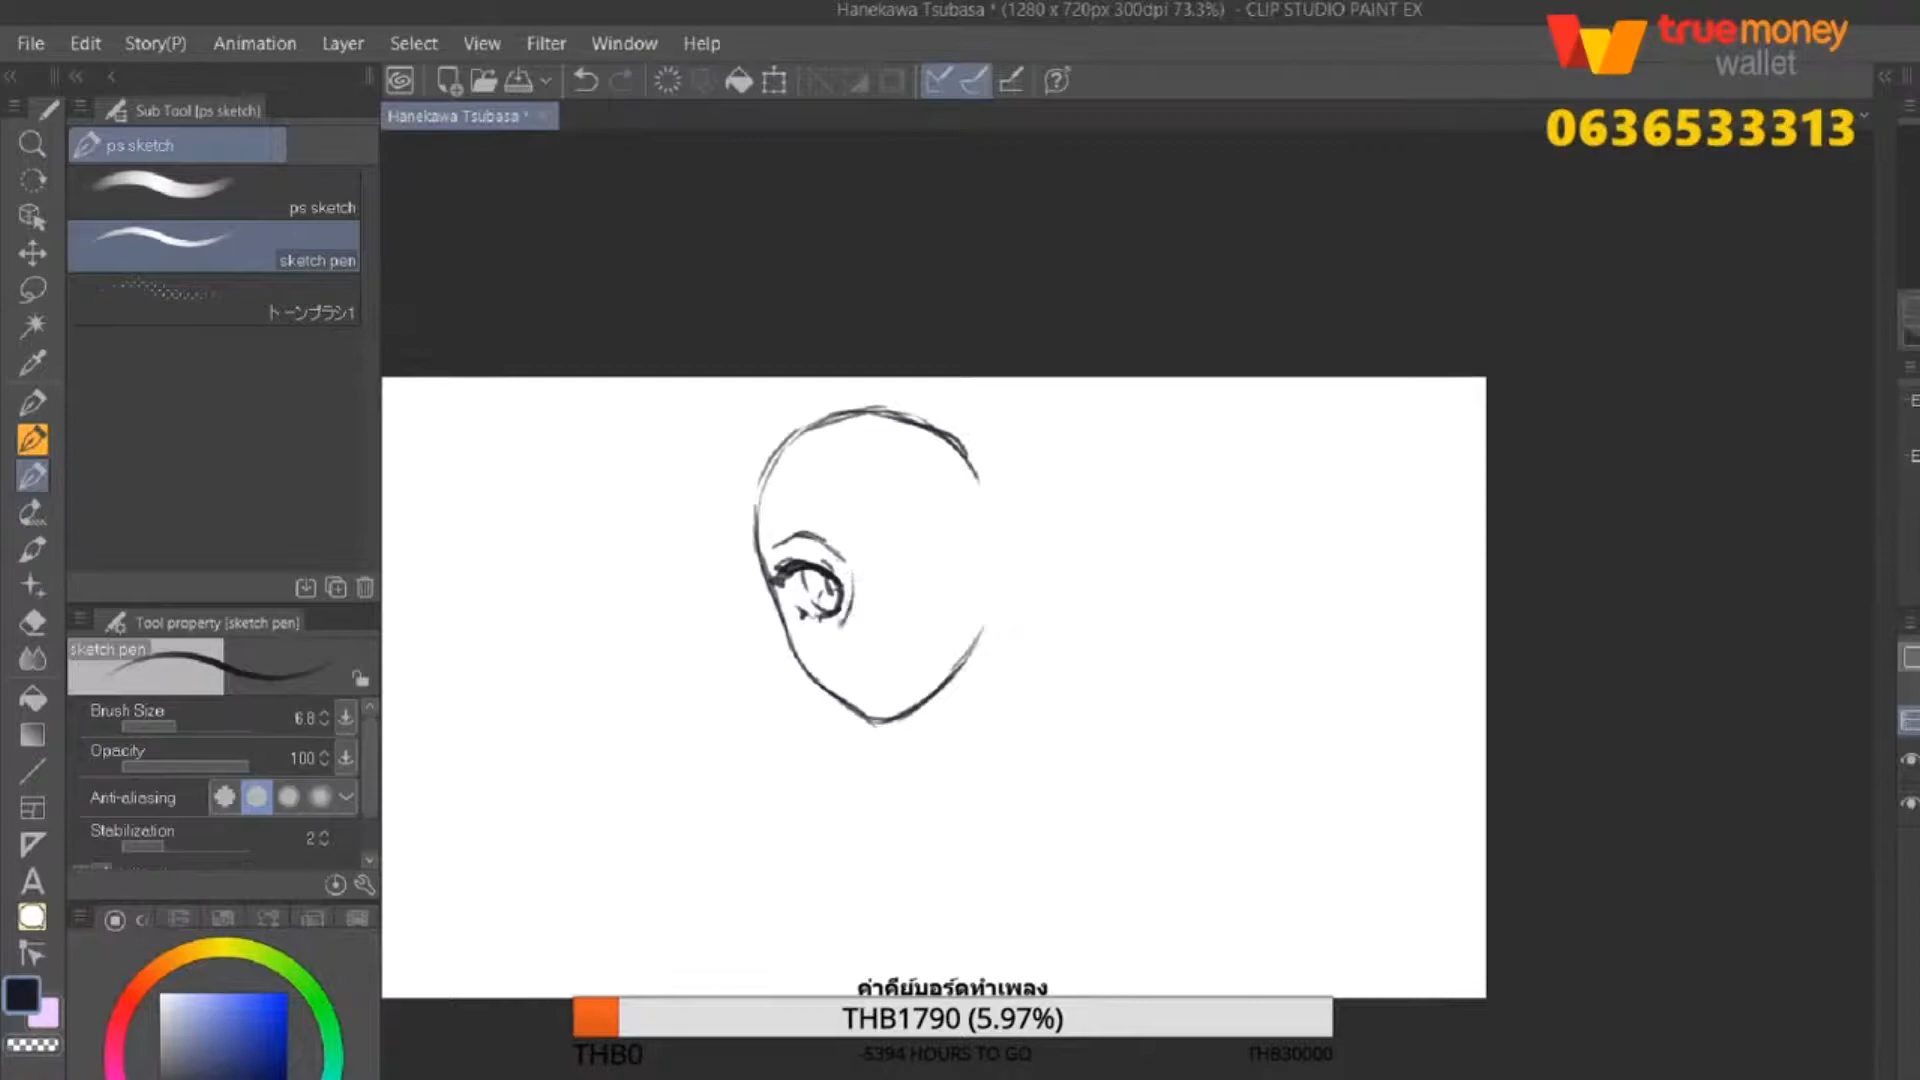 Hanekawa Tsubasa * (1280 x 720px 300dpi 73.3%) - CLIP STUDIO PAINT EX
File Edit Story(P) Animation Layer Select View Filter Window Help
truemoney
wallet
0636533313
Sub Tool [ps sketch]
Hanekawa Tsubasa *
ps sketch
ps sketch
sketch pen
トーンブラシ1
Tool property [sketch pen]
sketch pen
Brush Size 6.8
Opacity 100
Anti-aliasing
Stabilization 2
ค่าคีย์บอร์ดทำเพลง
THB1790 (5.97%)
THB0 -5394 HOURS TO GO THB30000